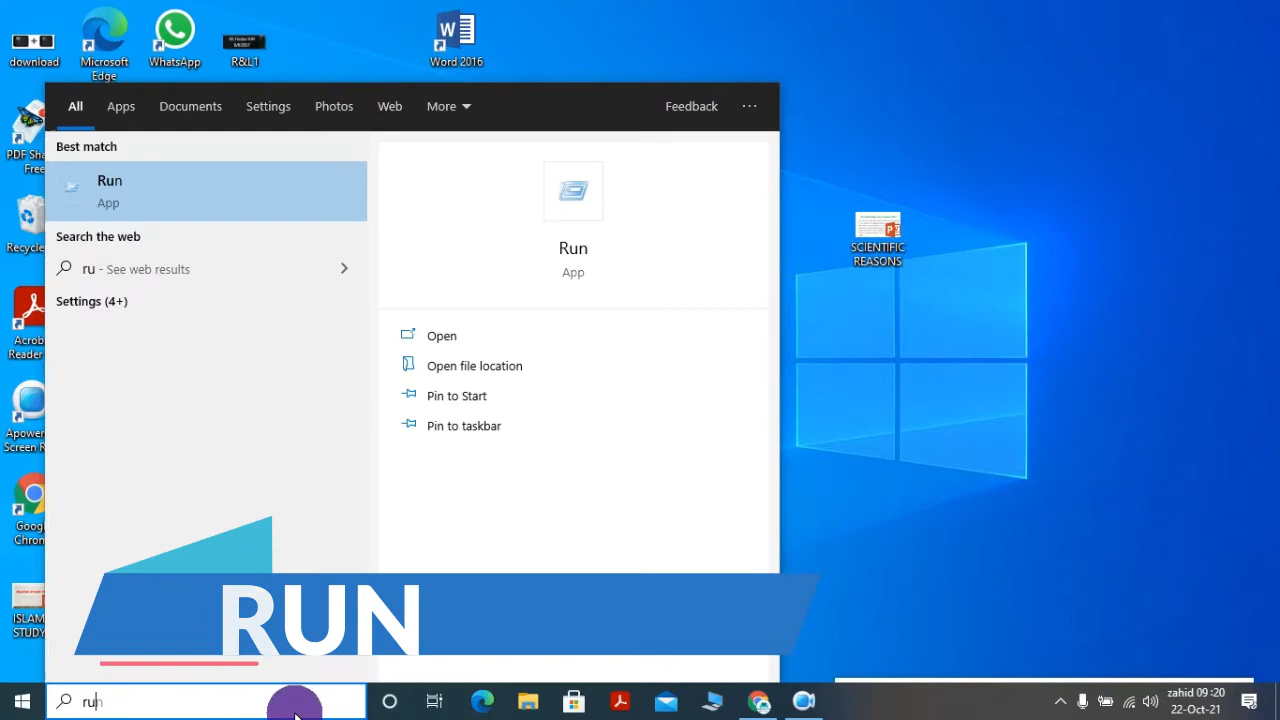 download
Microsoft
Edge
WhatsApp
R&L1
Word 2016
All
Apps
Documents
Settings
Photos
Web
More
Feedback
Best match
Run
App
Search the web
ru - See web results
Settings (4+)
Run
App
Open
Open file location
Pin to Start
Pin to taskbar
PDF Sha
Free
Recycle
Acrob
Reader
Apower
Screen R
Goog
Chrom
ISLAM
STUDY
SCIENTIFIC
REASONS
RUN
run
zahid 09:20
22-Oct-21